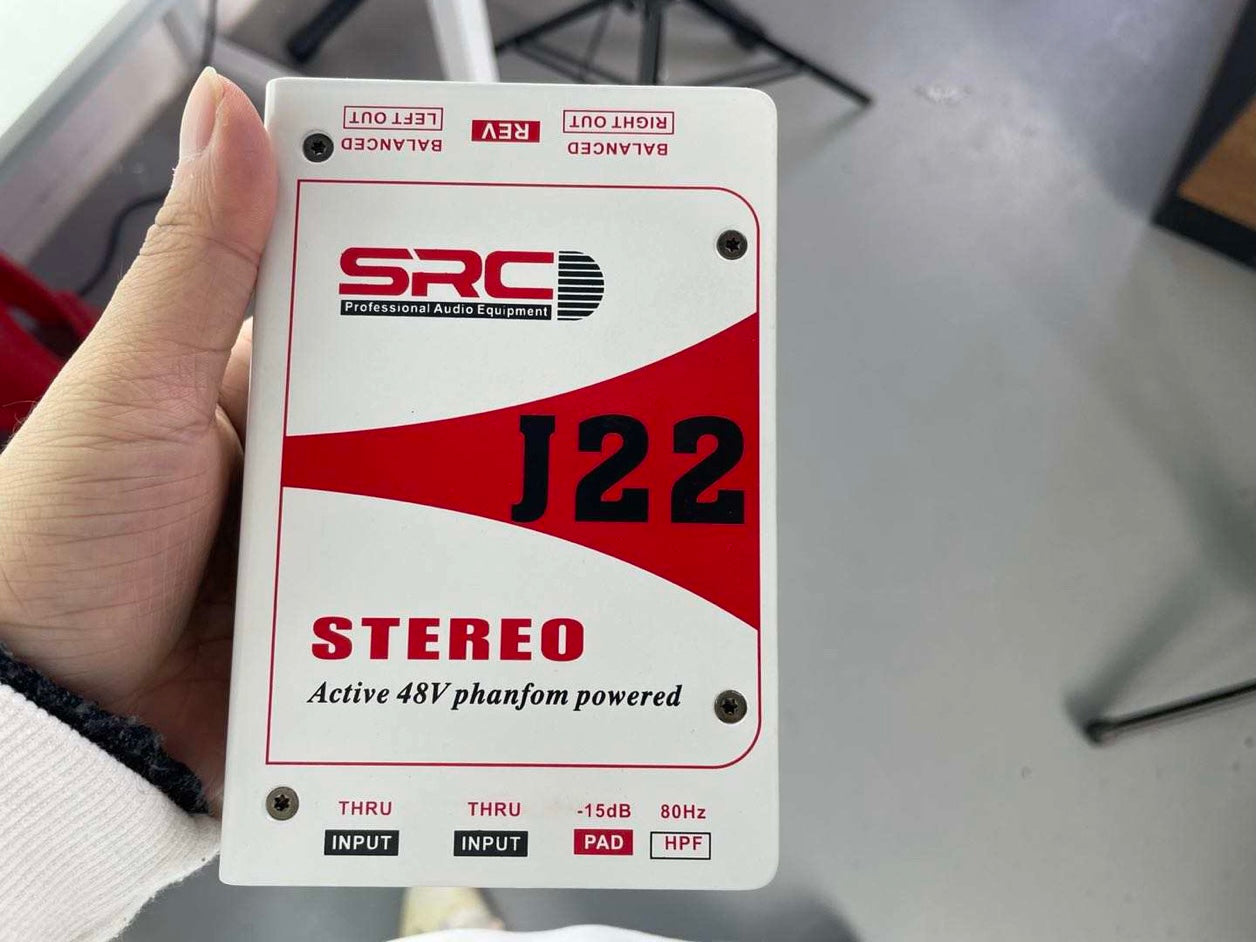 LEFT OUT
BALANCED
REV
RIGHT OUT
BALANCED
SRC
Professional Audio Equipment
J22
STEREO
Active 48V phanfom powered
THRU
INPUT
THRU
INPUT
-15dB
PAD
80Hz
HPF